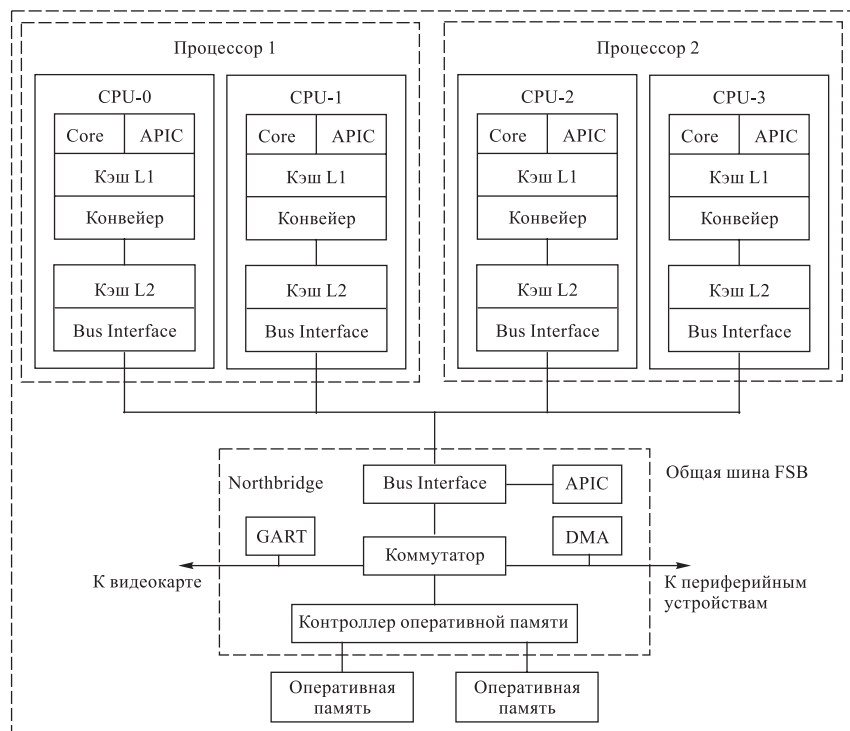 Процессор 1
Процессор 2
CPU-0
CPU-1
CPU-2
CPU-3
Core
APIC
Core
APIC
Core
APIC
Core
APIC
Кэш L1
Кэш L1
Кэш L1
Кэш L1
Конвейер
Конвейер
Конвейер
Конвейер
Кэш L2
Кэш L2
Кэш L2
Кэш L2
Bus Interface
Bus Interface
Bus Interface
Bus Interface
Общая шина FSB
Northbridge
Bus Interface
APIC
GART
Коммутатор
DMA
К видеокарте
К периферийным
устройствам
Контроллер оперативной памяти
Оперативная
память
Оперативная
память